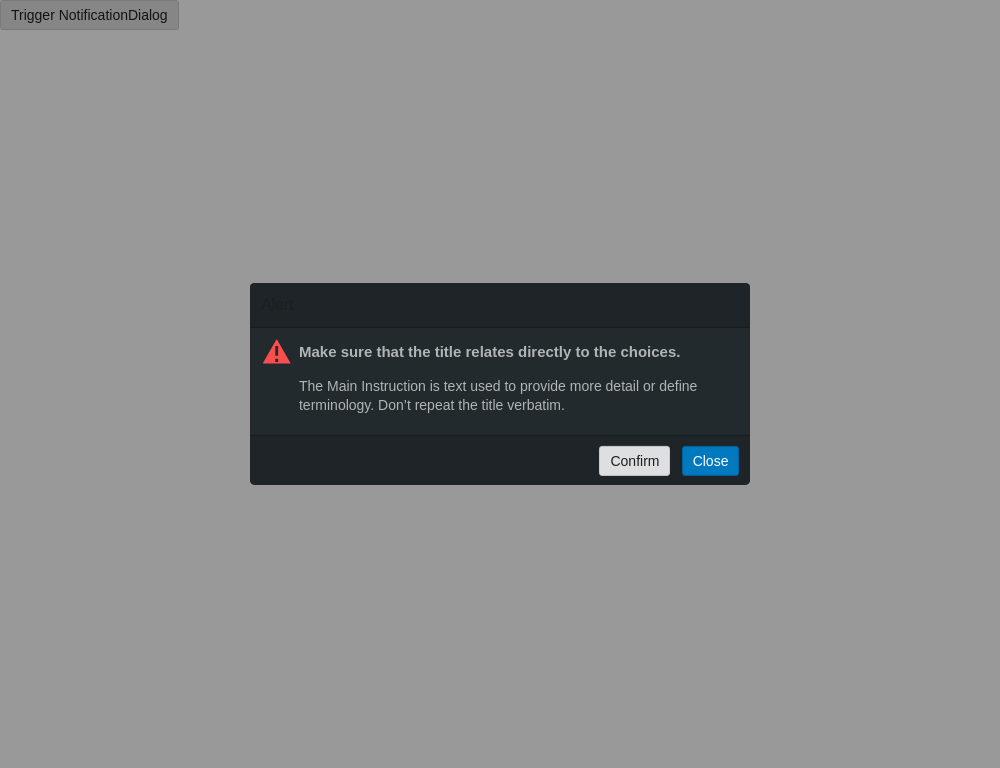 Trigger NotificationDialog
Alert
Make sure that the title relates directly to the choices.
The Main Instruction is text used to provide more detail or define
terminology. Don’t repeat the title verbatim.
Confirm
Close